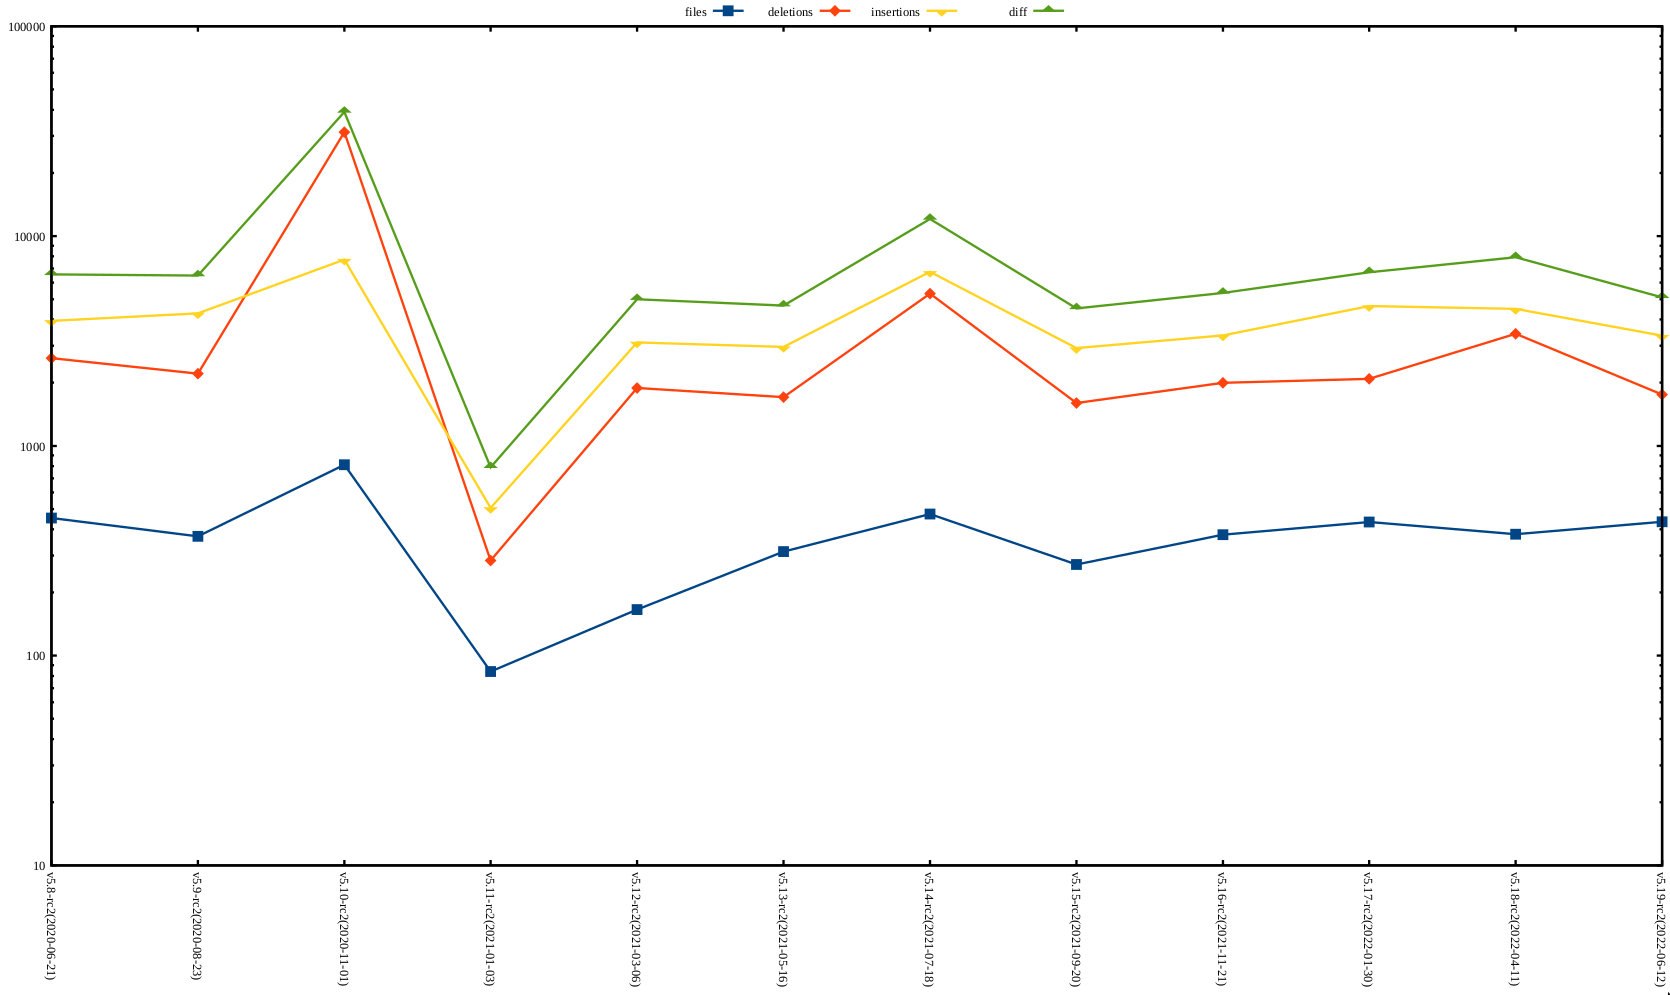 files deletions insertions diff
100000
10000
1000
100
10
v5.8-rc2(2020-06-21)
v5.9-rc2(2020-08-23)
v5.10-rc2(2020-11-01)
v5.11-rc2(2021-01-03)
v5.12-rc2(2021-03-06)
v5.13-rc2(2021-05-16)
v5.14-rc2(2021-07-18)
v5.15-rc2(2021-09-20)
v5.16-rc2(2021-11-21)
v5.17-rc2(2022-01-30)
v5.18-rc2(2022-04-11)
v5.19-rc2(2022-06-12)